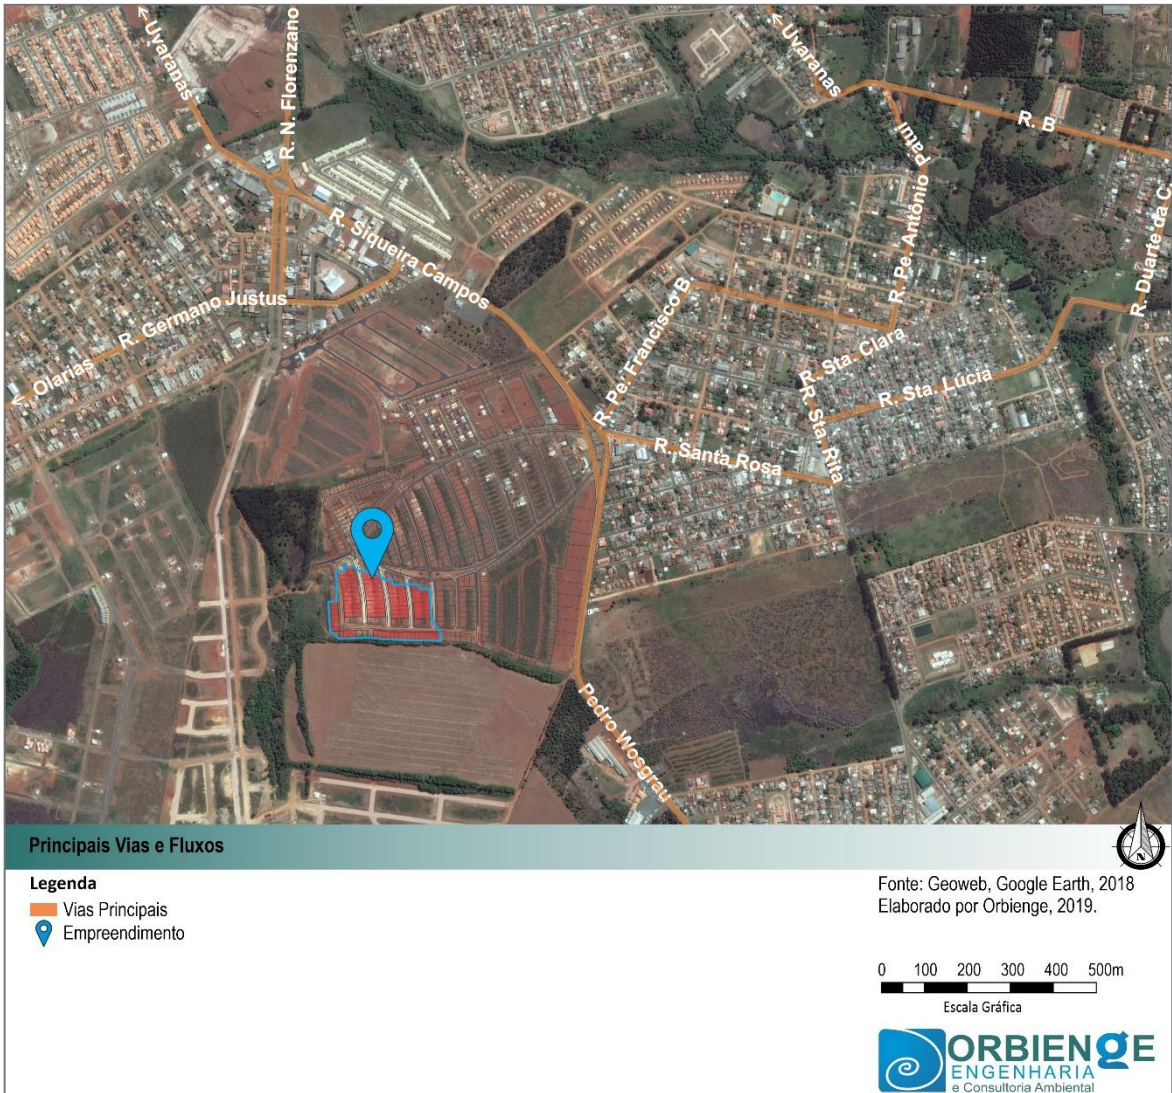 ← Uvaranas
R. N. Florenzano
← Uvaranas
R. B
R. Pe. Antônio Paául
R. Duarte da C.
R. Siqueira Campos
R. Pe. Francisco B
← Olarias
R. Germano Justus
R. Sta. Clara
R. Sta. Lucia
R. Sta. Rita
R. Santa Rosa
Pedro Wosgrau
Principais Vias e Fluxos
N
Legenda
Vias Principais
Empreendimento
Fonte: Geoweb, Google Earth, 2018
Elaborado por Orbienge, 2019.
0 100 200 300 400 500m
Escala Gráfica
ORBIENGE
ENGENHARIA
e Consultoria Ambiental